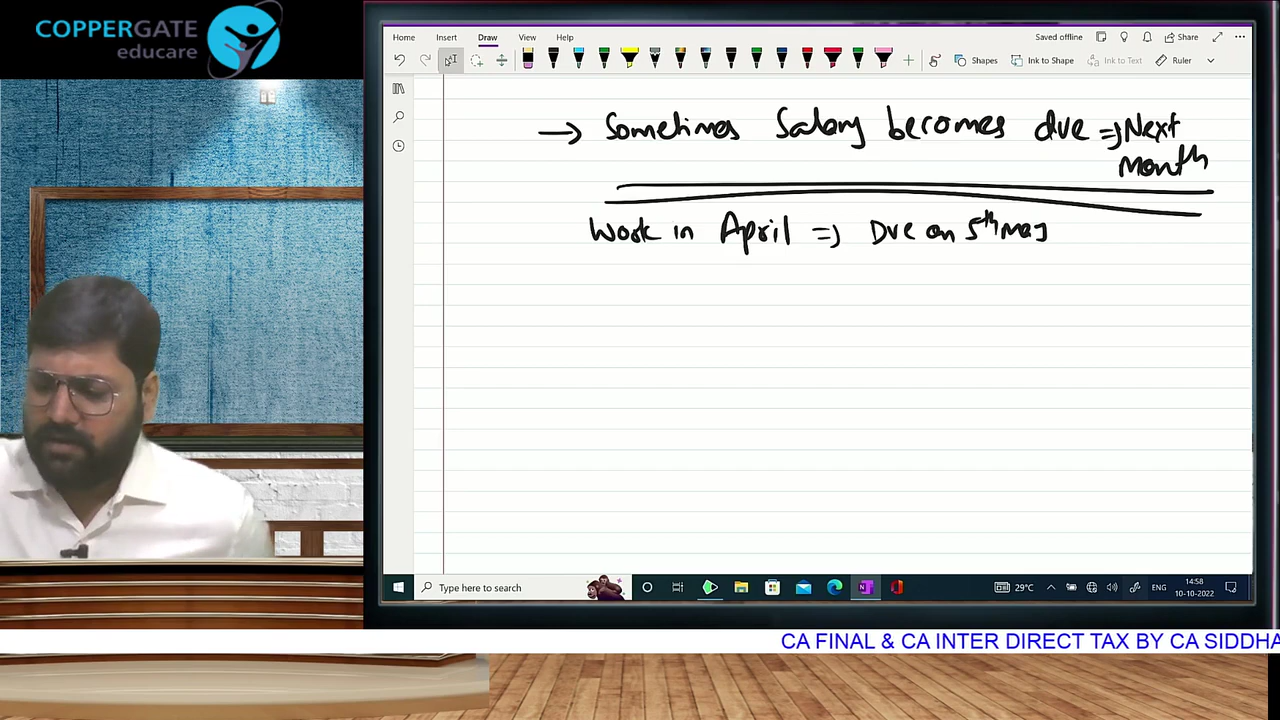 COPPERGATE
educare
Home Insert Draw View Help
Saved offline
Share
Shapes
Ink to Shape
Ink to Text
Ruler
→ Sometimes Salary becomes due ⇒ Next
Month
Work in April ⇒ Due on 5th May
Type here to search
29°C
ENG
14:58
10-10-2022
CA FINAL & CA INTER DIRECT TAX BY CA SIDDHA